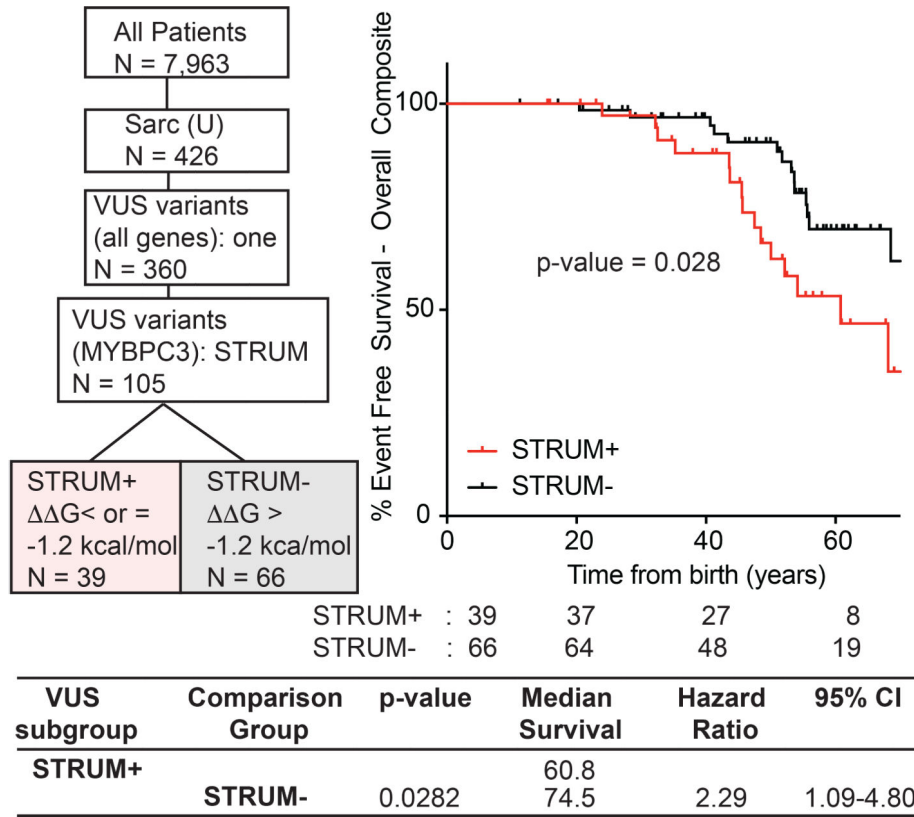 All Patients
N = 7,963
Sarc (U)
N = 426
VUS variants
(all genes): one
N = 360
VUS variants
(MYBPC3): STRUM
N = 105
STRUM+
ΔΔG< or =
-1.2 kcal/mol
N = 39
STRUM-
ΔΔG >
-1.2 kca/mol
N = 66
% Event Free Survival - Overall Composite
100
50
0
p-value = 0.028
STRUM+
STRUM-
0 20 40 60
Time from birth (years)
STRUM+ : 39 37 27 8
STRUM- : 66 64 48 19
VUS subgroup Comparison Group p-value Median Survival Hazard Ratio 95% CI
STRUM+ 60.8
STRUM- 0.0282 74.5 2.29 1.09-4.80